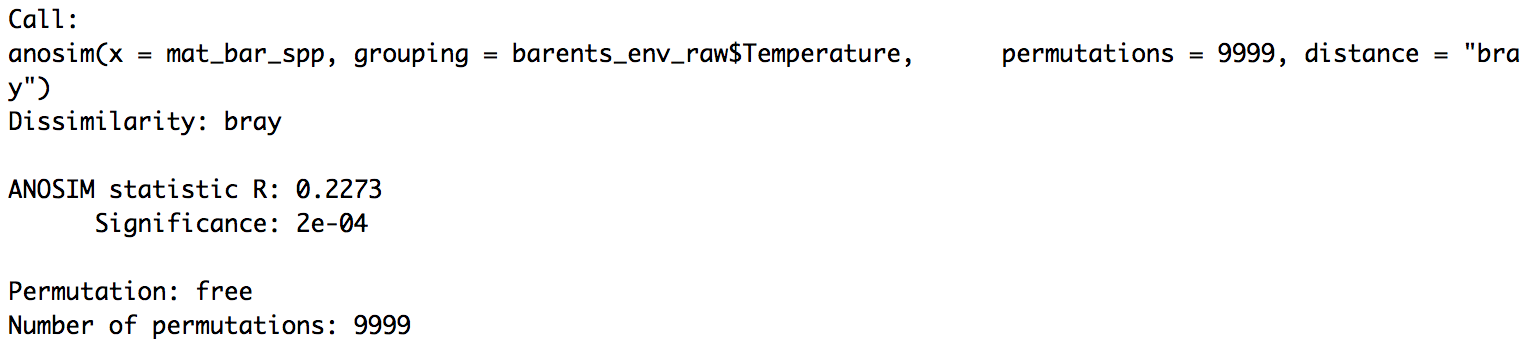 Call:
anosim(x = mat_bar_spp, grouping = barents_env_raw$Temperature,      permutations = 9999, distance = "bra
y")
Dissimilarity: bray

ANOSIM statistic R: 0.2273
      Significance: 2e-04

Permutation: free
Number of permutations: 9999